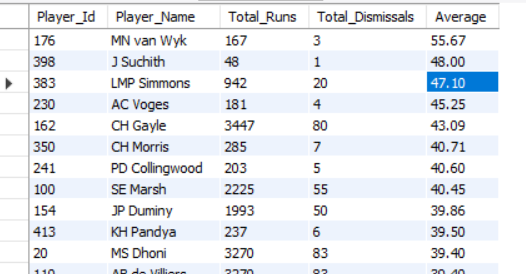 Player_Id Player_Name Total_Runs Total_Dismissals Average
176 MN van Wyk 167 3 55.67
398 J Suchith 48 1 48.00
383 LMP Simmons 942 20 47.10
230 AC Voges 181 4 45.25
162 CH Gayle 3447 80 43.09
350 CH Morris 285 7 40.71
241 PD Collingwood 203 5 40.60
100 SE Marsh 2225 55 40.45
154 JP Duminy 1993 50 39.86
413 KH Pandya 237 6 39.50
20 MS Dhoni 3270 83 39.40
110 AB de Villiers 3270 83 39.40